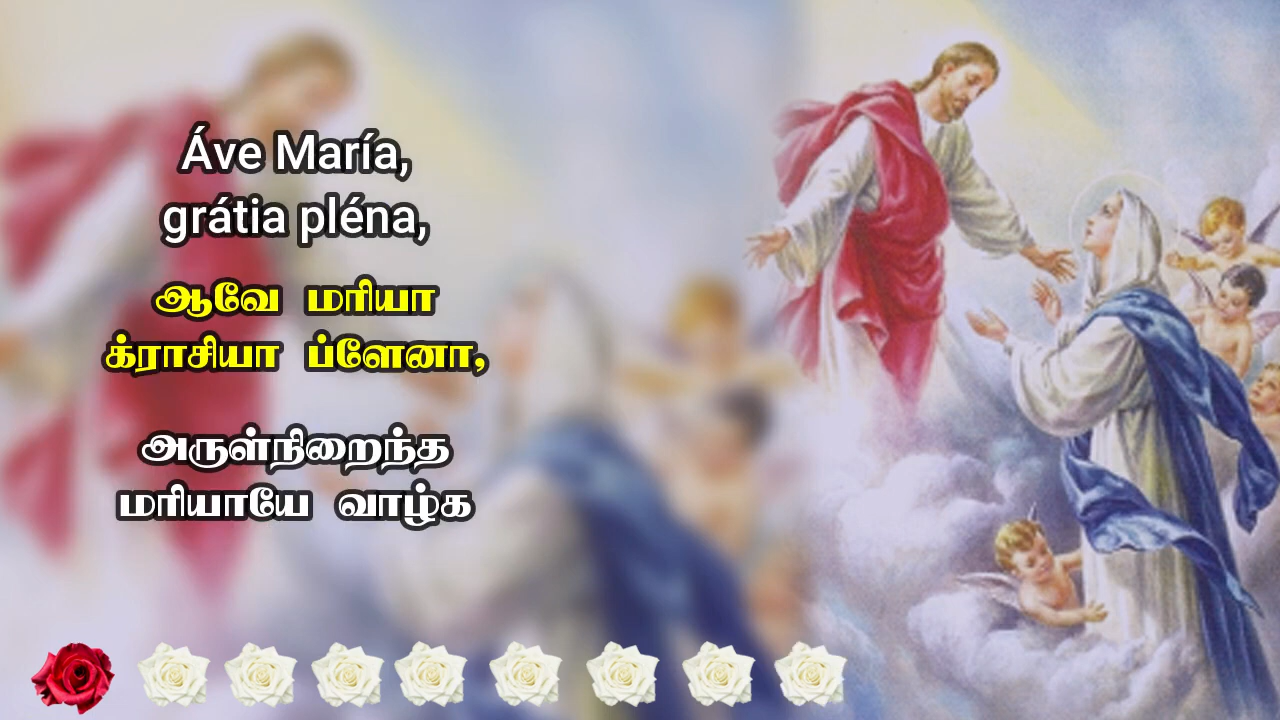 Áve María,
grátia pléna,
ஆவே மரியா
க்ராசியா ப்ளேனா,
அருள்நிறைந்த
மரியாயே வாழ்க